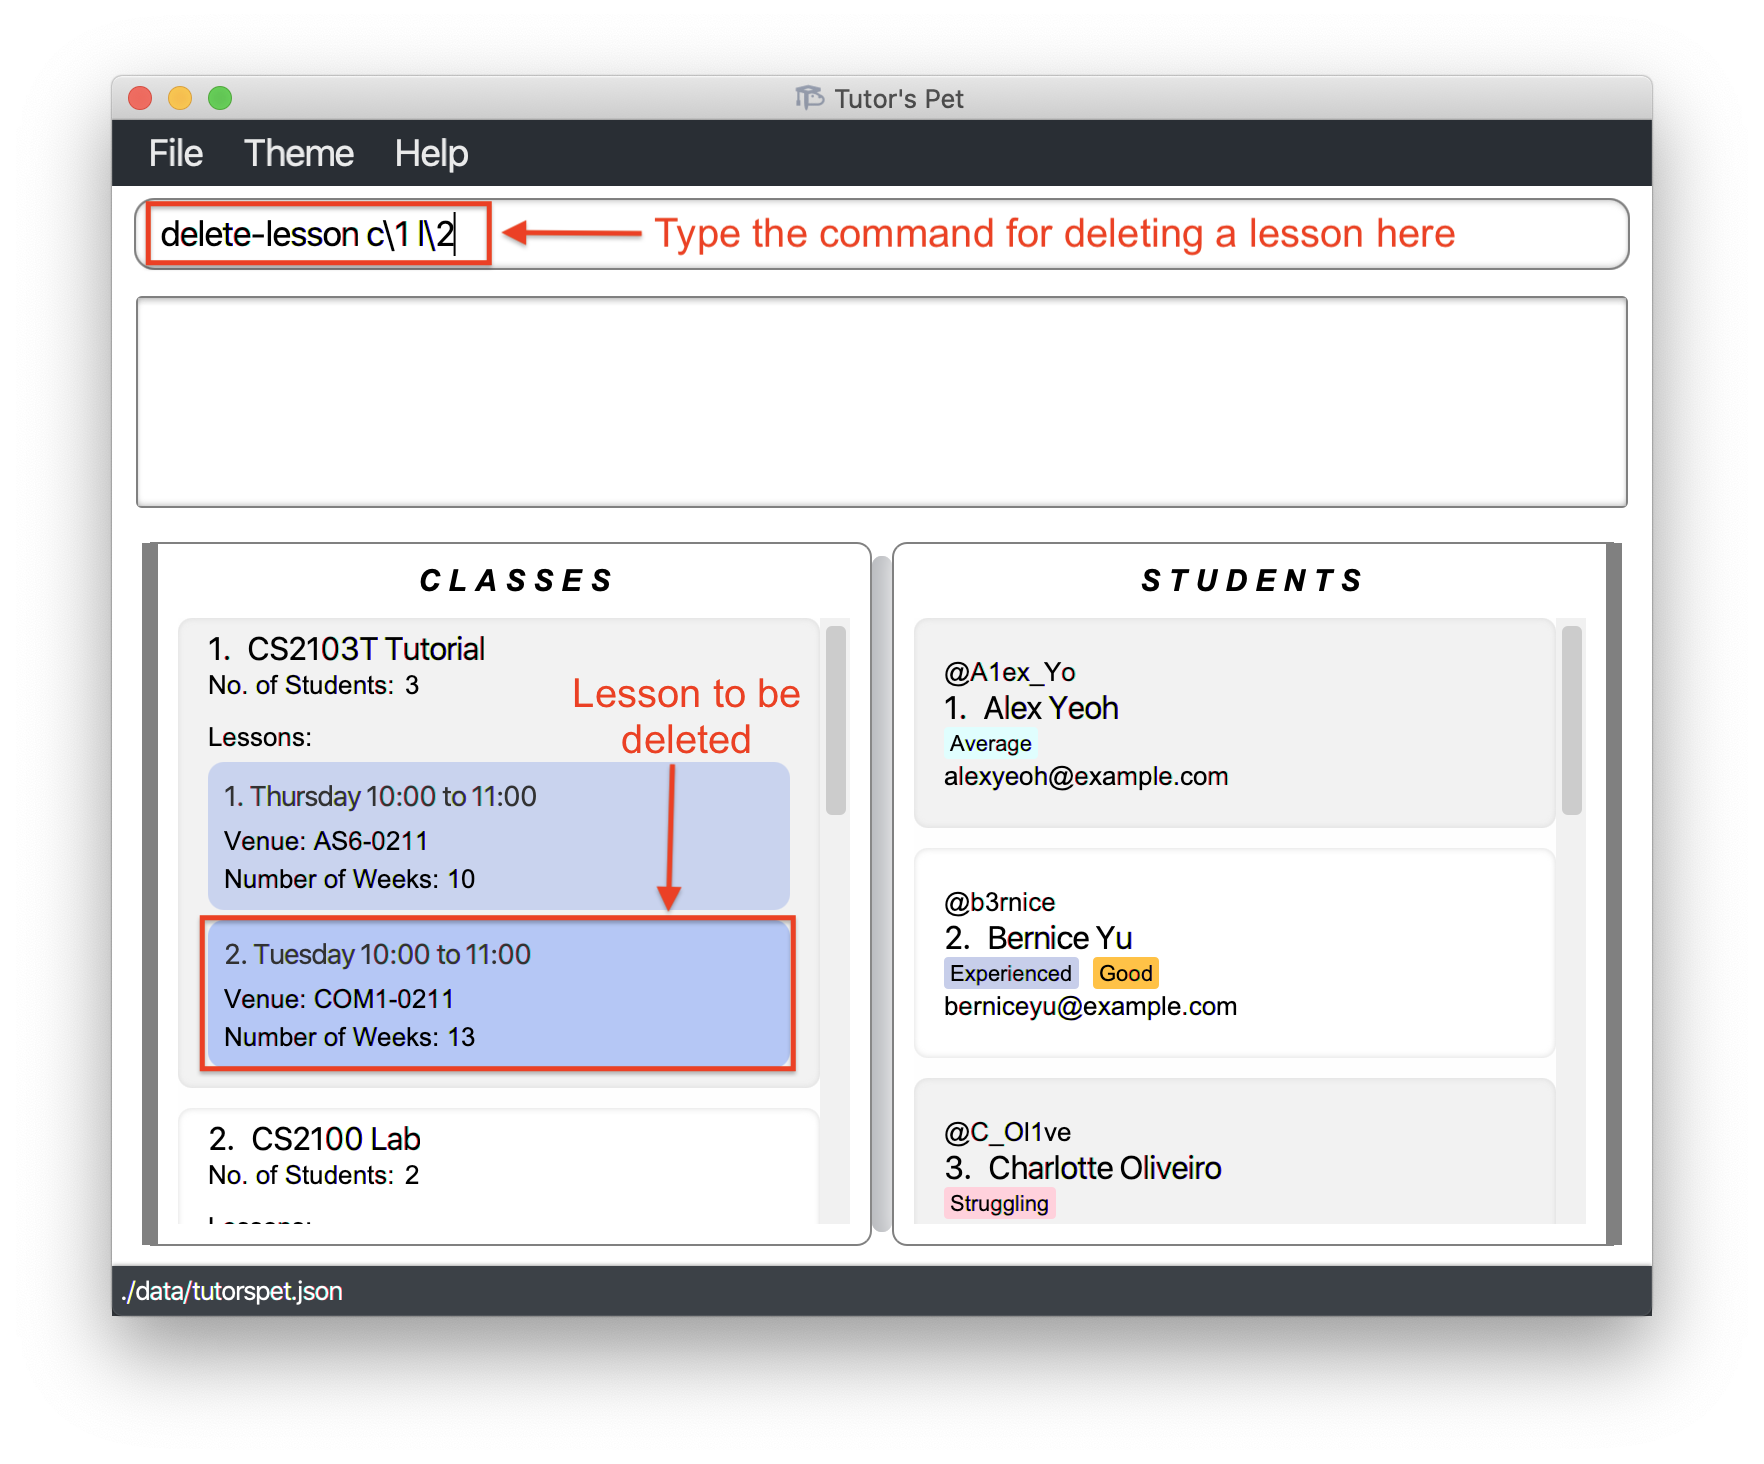 Tutor's Pet
File Theme Help
delete-lesson c\1 l\2
Type the command for deleting a lesson here
CLASSES
1. CS2103T Tutorial
No. of Students: 3
Lesson to be
deleted
Lessons:
1. Thursday 10:00 to 11:00
Venue: AS6-0211
Number of Weeks: 10
2. Tuesday 10:00 to 11:00
Venue: COM1-0211
Number of Weeks: 13
2. CS2100 Lab
No. of Students: 2
Lessons:
STUDENTS
@A1ex_Yo
1. Alex Yeoh
Average
alexyeoh@example.com
@b3rnice
2. Bernice Yu
Experienced Good
berniceyu@example.com
@C_Ol1ve
3. Charlotte Oliveiro
Struggling
./data/tutorspet.json